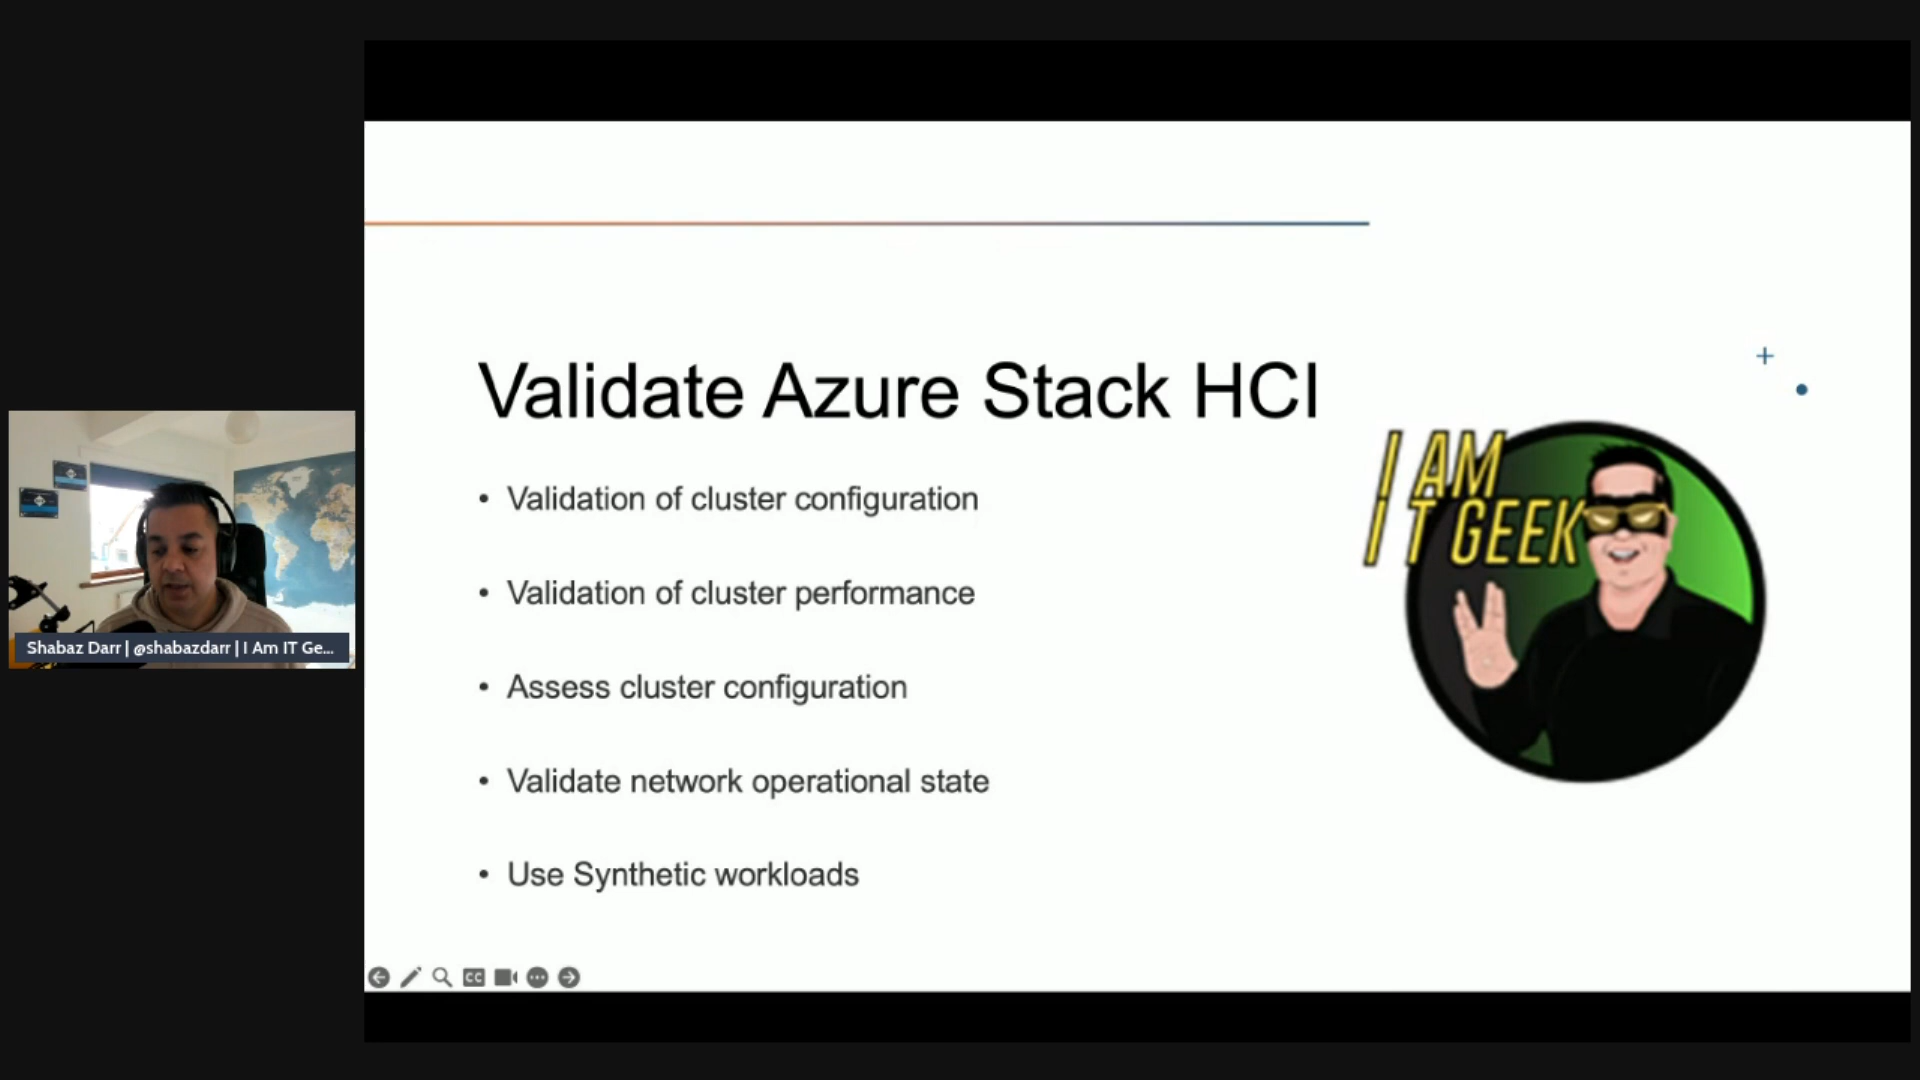 Validate Azure Stack HCI
I AM
IT GEEK
• Validation of cluster configuration
• Validation of cluster performance
• Assess cluster configuration
• Validate network operational state
• Use Synthetic workloads
Shabaz Darr | @shabazdarr | I Am IT Ge...
CC